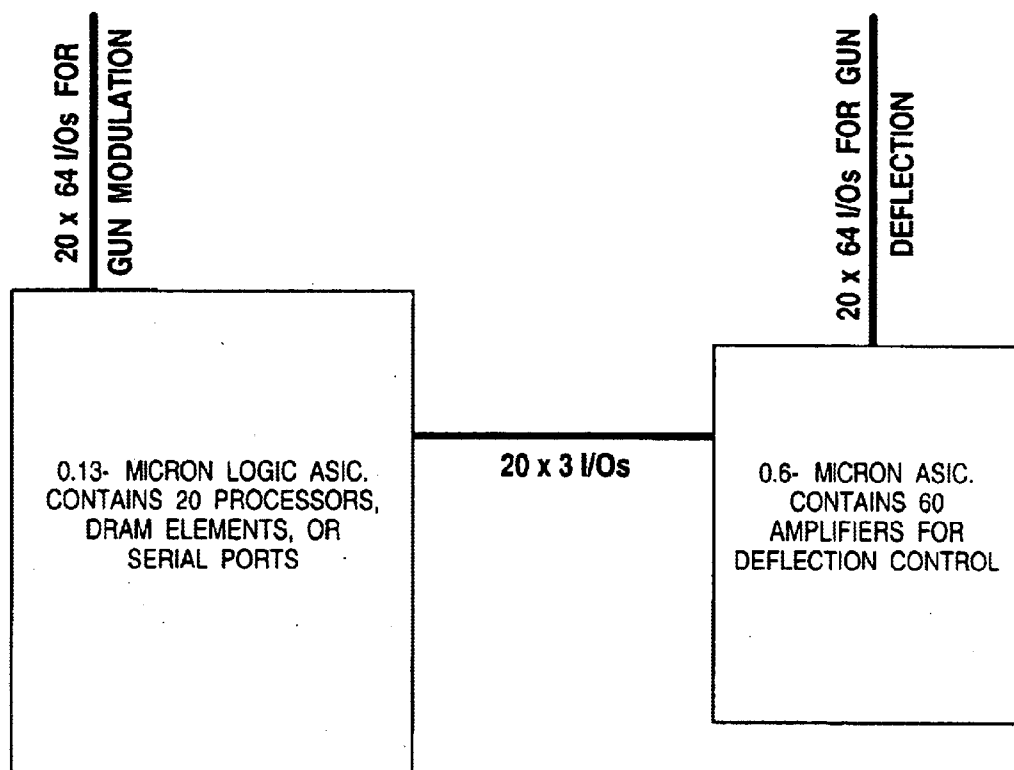 20 x 64 I/Os FOR
GUN MODULATION
20 x 64 I/Os FOR GUN
DEFLECTION
20 x 3 I/Os
0.13- MICRON LOGIC ASIC.
CONTAINS 20 PROCESSORS,
DRAM ELEMENTS, OR
SERIAL PORTS
0.6- MICRON ASIC.
CONTAINS 60
AMPLIFIERS FOR
DEFLECTION CONTROL